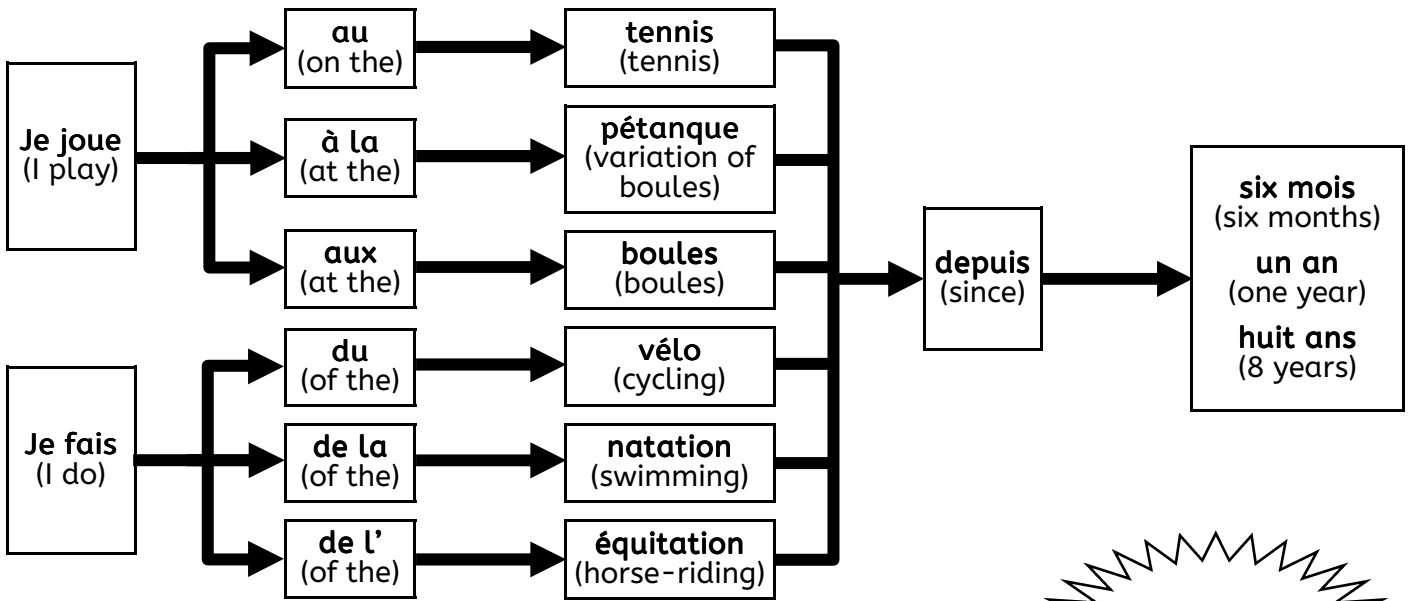 Je joue
(I play)
au
(on the)
tennis
(tennis)
à la
(at the)
pétanque
(variation of
boules)
aux
(at the)
boules
(boules)
Je fais
(I do)
du
(of the)
vélo
(cycling)
de la
(of the)
natation
(swimming)
de l’
(of the)
équitation
(horse-riding)
depuis
(since)
six mois
(six months)
un an
(one year)
huit ans
(8 years)